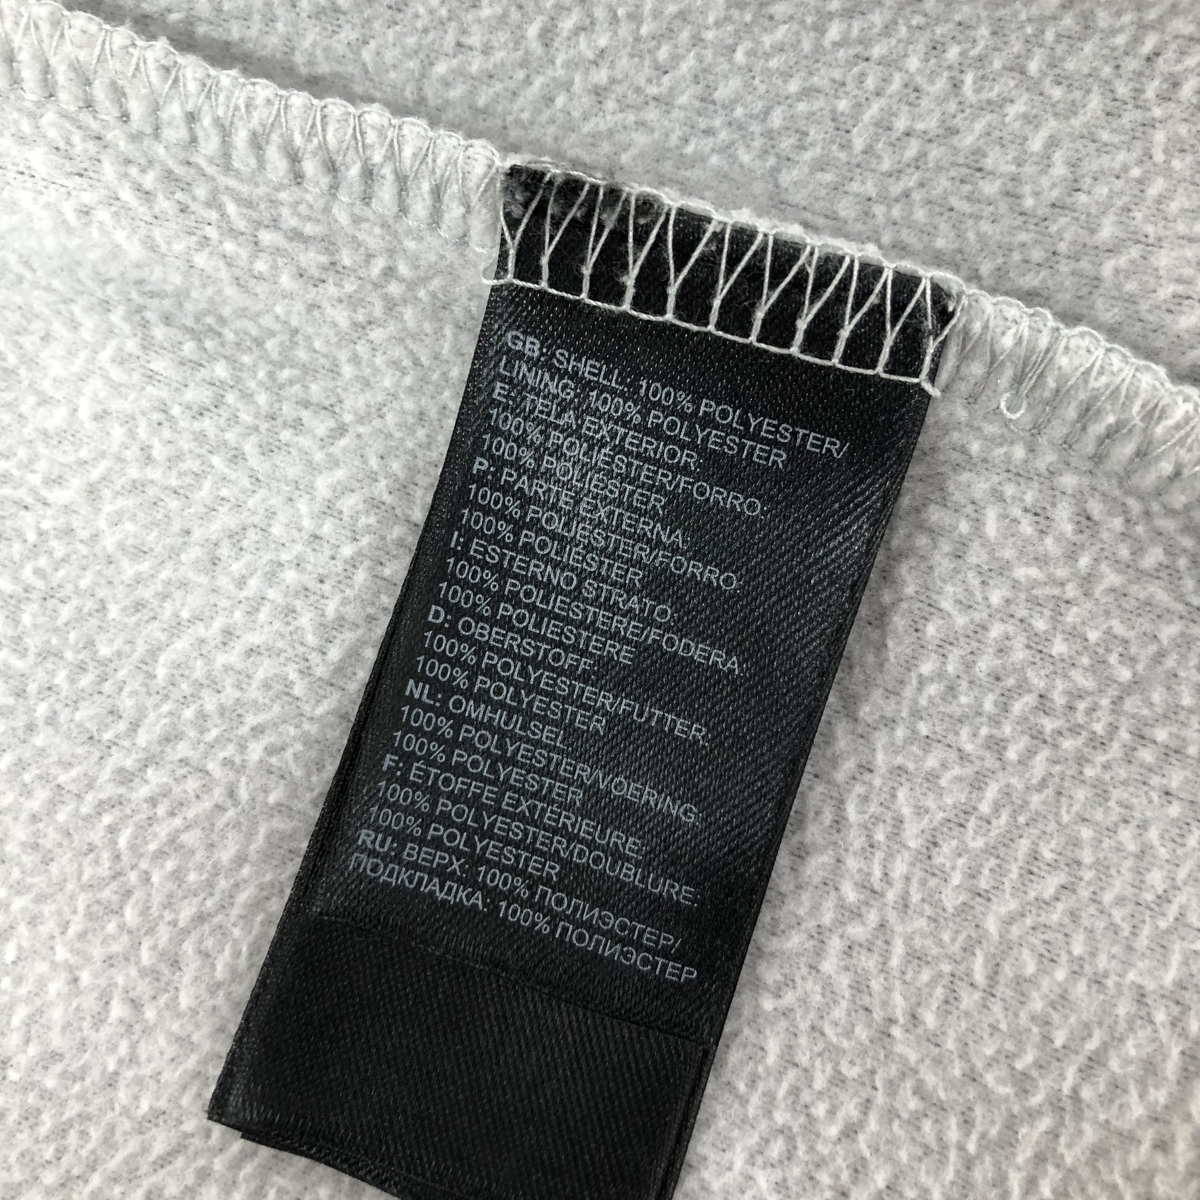 GB: SHELL. 100% POLYESTER/
LINING: 100% POLYESTER
E: TELA EXTERIOR.
100% POLIÉSTER/FORRO.
100% POLIÉSTER
P: PARTE EXTERNA:
100% POLIÉSTER/FORRO:
100% POLIÉSTER
I: ESTERNO STRATO.
100% POLIESTERE/FODERA:
100% POLIESTERE
D: OBERSTOFF.
100% POLYESTER/FUTTER.
100% POLYESTER
NL: OMHULSEL
100% POLYESTER/VOERING.
100% POLYESTER
F: ÉTOFFE EXTÉRIEURE.
100% POLYESTER/DOUBLURE.
100% POLYESTER
RU: ВЕРХ. 100% ПОЛИЭСТЕР/
ПОДКЛАДКА: 100% ПОЛИЭСТЕР